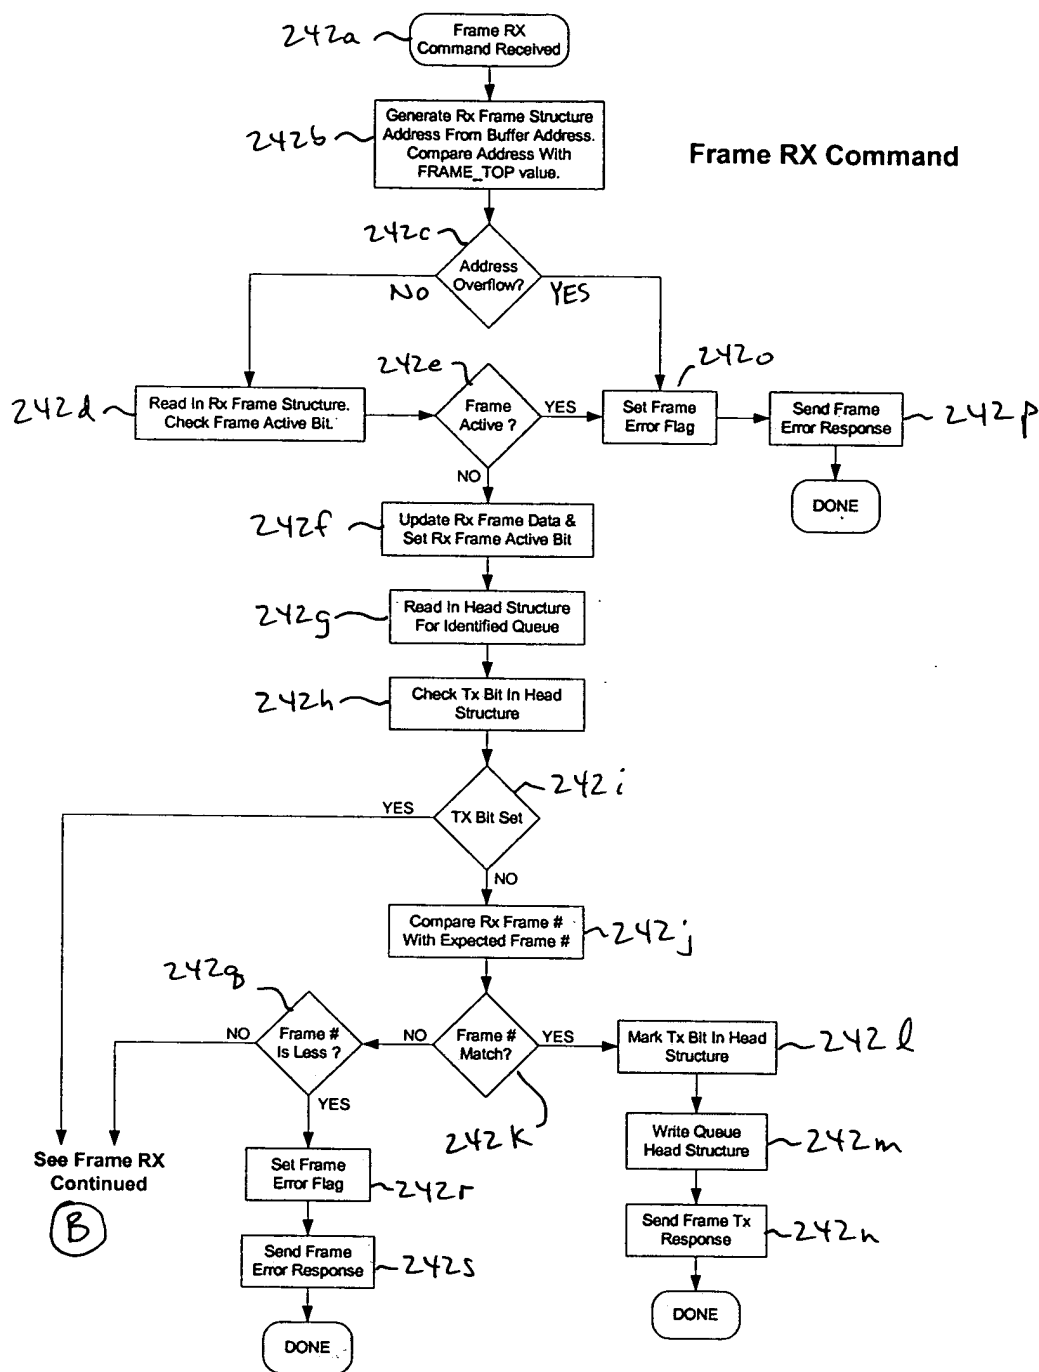 242a
Frame RX
Command Received
242b
Generate Rx Frame Structure
Address From Buffer Address.
Compare Address With
FRAME_TOP value.
Frame RX Command
242c
Address
Overflow?
No
YES
242d
Read In Rx Frame Structure.
Check Frame Active Bit.
242e
Frame
Active ?
YES
242o
Set Frame
Error Flag
Send Frame
Error Response
242p
DONE
NO
242f
Update Rx Frame Data &
Set Rx Frame Active Bit
242g
Read In Head Structure
For Identified Queue
242h
Check Tx Bit In Head
Structure
242i
YES
TX Bit Set
NO
Compare Rx Frame #
With Expected Frame #
242j
242q
NO
Frame #
Is Less ?
NO
Frame #
Match?
YES
Mark Tx Bit In Head
Structure
242l
YES
242k
Write Queue
Head Structure
242m
See Frame RX
Continued
B
Set Frame
Error Flag
242r
Send Frame Tx
Response
242n
Send Frame
Error Response
242s
DONE
DONE